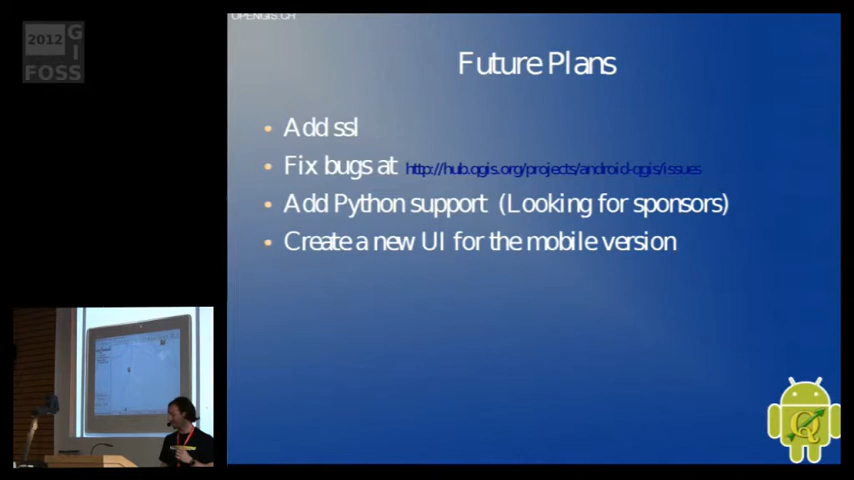 OPENGIS.CH
2012 G
I
FOSS
Future Plans
• Add ssl
• Fix bugs at http://hub.qgis.org/projects/android-qgis/issues
• Add Python support (Looking for sponsors)
• Create a new UI for the mobile version
Q